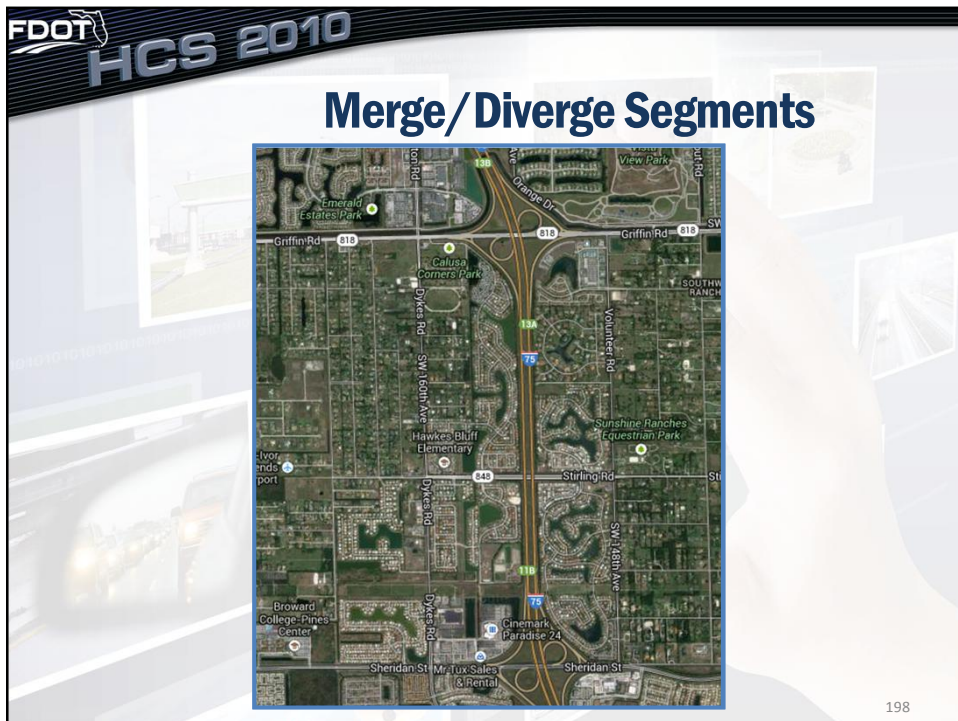 FDOT
HCS 2010
Merge/Diverge Segments
13B
View Park
Orange Dr
Emerald
Estates Park
Griffin Rd
818
818
Griffin Rd
818
SW
Calusa
Corners Park
SOUTHW
RANCH
Dykes Rd
13A
Volunteer Rd
75
SW 160th Ave
Sunshine Ranches
Equestrian Park
Hawkes Bluff
Elementary
848
Stirling Rd
Dykes Rd
SW 148th Ave
11B
75
Broward
College-Pines
Center
Dykes Rd
Cinemark
Paradise 24
Sheridan St
Mr Tux Sales
& Rental
Sheridan St
198